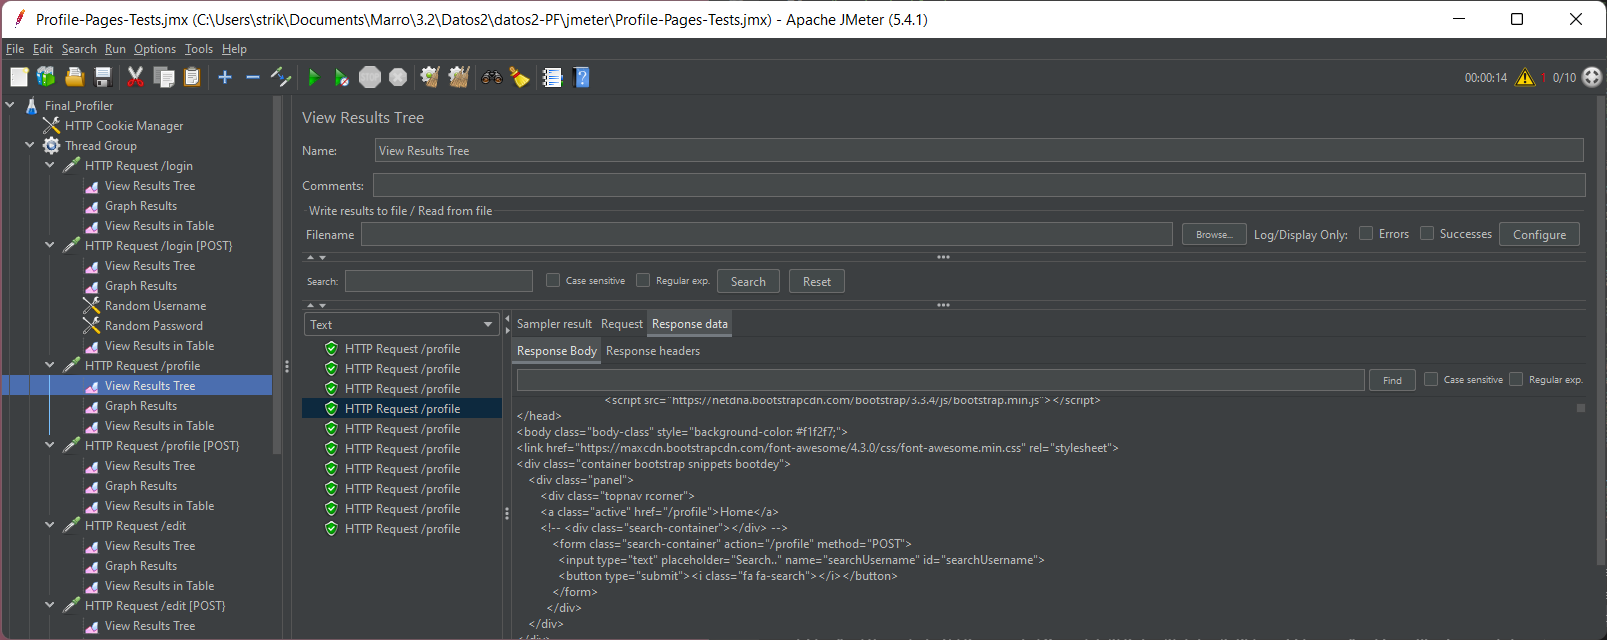 Profile-Pages-Tests.jmx (C:\Users\strik\Documents\Marro\3.2\Datos2\datos2-PF\jmeter\Profile-Pages-Tests.jmx) - Apache JMeter (5.4.1)
File Edit Search Run Options Tools Help
STOP
00:00:14 1 0/10
Final_Profiler
HTTP Cookie Manager
Thread Group
HTTP Request /login
View Results Tree
Graph Results
View Results in Table
HTTP Request /login [POST}
View Results Tree
Graph Results
Random Username
Random Password
View Results in Table
HTTP Request /profile
View Results Tree
Graph Results
View Results in Table
HTTP Request /profile [POST}
View Results Tree
Graph Results
View Results in Table
HTTP Request /edit
View Results Tree
Graph Results
View Results in Table
HTTP Request /edit [POST}
View Results Tree
View Results Tree
Name: View Results Tree
Comments:
Write results to file / Read from file
Filename Browse... Log/Display Only: Errors Successes Configure
Search: Case sensitive Regular exp. Search Reset
Text
HTTP Request /profile
HTTP Request /profile
HTTP Request /profile
HTTP Request /profile
HTTP Request /profile
HTTP Request /profile
HTTP Request /profile
HTTP Request /profile
HTTP Request /profile
HTTP Request /profile
Sampler result Request Response data
Response Body Response headers
Find Case sensitive Regular exp.
<script src="https://netdna.bootstrapcdn.com/bootstrap/3.3.4/js/bootstrap.min.js"></script>
</head>
<body class="body-class" style="background-color: #f1f2f7;">
<link href="https://maxcdn.bootstrapcdn.com/font-awesome/4.3.0/css/font-awesome.min.css" rel="stylesheet">
<div class="container bootstrap snippets bootdey">
<div class="panel">
<div class="topnav rcorner">
<a class="active" href="/profile">Home</a>
<!-- <div class="search-container"></div> -->
<form class="search-container" action="/profile" method="POST">
<input type="text" placeholder="Search.." name="searchUsername" id="searchUsername">
<button type="submit"><i class="fa fa-search"></i></button>
</form>
</div>
</div>